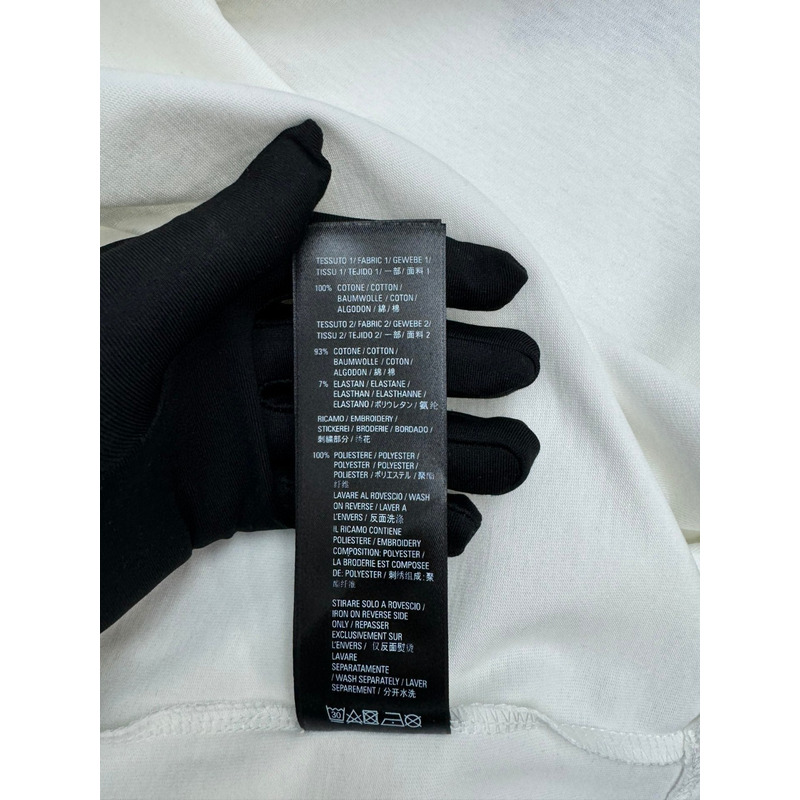 TESSUTO 1/ FABRIC 1/ GEWEBE 1/
TISSU 1/ TEJIDO 1/ 一部/ 面料 1
100% COTONE / COTTON /
BAUMWOLLE / COTON /
ALGODON / 綿 / 棉
TESSUTO 2/ FABRIC 2/ GEWEBE 2/
TISSU 2/ TEJIDO 2/ 一部/ 面料 2
93% COTONE / COTTON /
BAUMWOLLE / COTON /
ALGODON / 綿 / 棉
7% ELASTAN / ELASTANE /
ELASTHAN / ELASTHANNE /
ELASTANO / ポリウレタン / 氨纶
RICAMO / EMBROIDERY /
STICKEREI / BRODERIE / BORDADO /
刺繍部分 / 绣花
100% POLIESTERE / POLYESTER /
POLYESTER / POLYESTER /
POLIESTER / ポリエステル / 聚酯
纤维
LAVARE AL ROVESCIO / WASH
ON REVERSE / LAVER A
L'ENVERS / 反面洗涤
IL RICAMO CONTIENE
POLIESTERE / EMBROIDERY
COMPOSITION: POLYESTER /
LA BRODERIE EST COMPOSEE
DE: POLYESTER / 刺绣组成: 聚
酯纤维
STIRARE SOLO A ROVESCIO /
IRON ON REVERSE SIDE
ONLY / REPASSER
EXCLUSIVEMENT SUR
L'ENVERS / 仅反面熨烫
LAVARE
SEPARATAMENTE
/ WASH SEPARATELY / LAVER
SEPAREMENT / 分开水洗
30